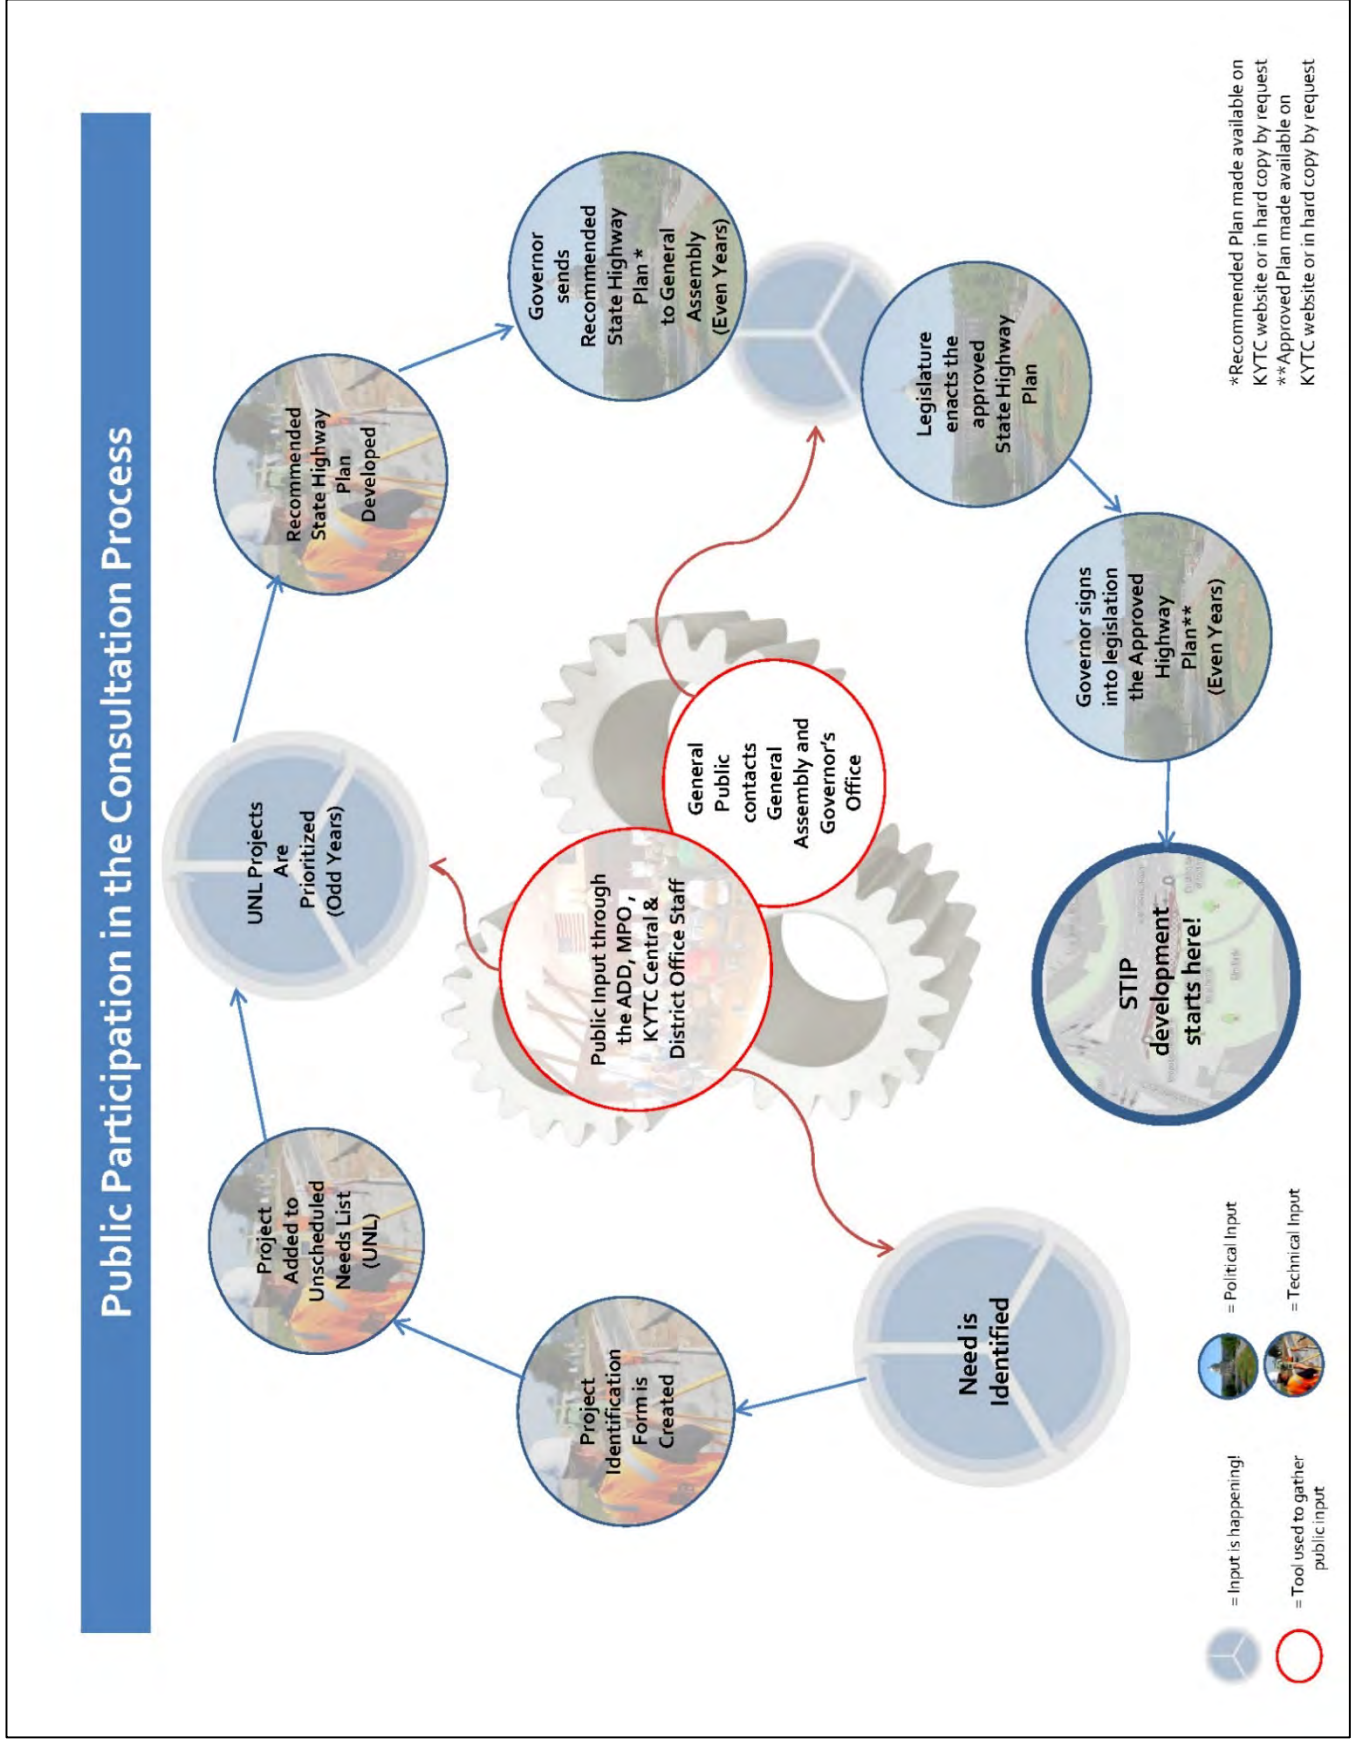 Public Participation in the Consultation Process
Need is
Identified
Project
Identification
Form is
Created
Project
Added to
Unscheduled
Needs List
(UNL)
UNL Projects
Are
Prioritized
(Odd Years)
Recommended
State Highway
Plan
Developed
Governor
sends
Recommended
State Highway
Plan *
to General
Assembly
(Even Years)
Legislature
enacts the
approved
State Highway
Plan
Governor signs
into legislation
the Approved
Highway
Plan**
(Even Years)
STIP
development
starts here!
Public Input through
the ADD, MPO,
KYTC Central &
District Office Staff
General
Public
contacts
General
Assembly and
Governor's
Office
= Input is happening!
= Tool used to gather
public input
= Political Input
= Technical Input
*Recommended Plan made available on
KYTC website or in hard copy by request
**Approved Plan made available on
KYTC website or in hard copy by request